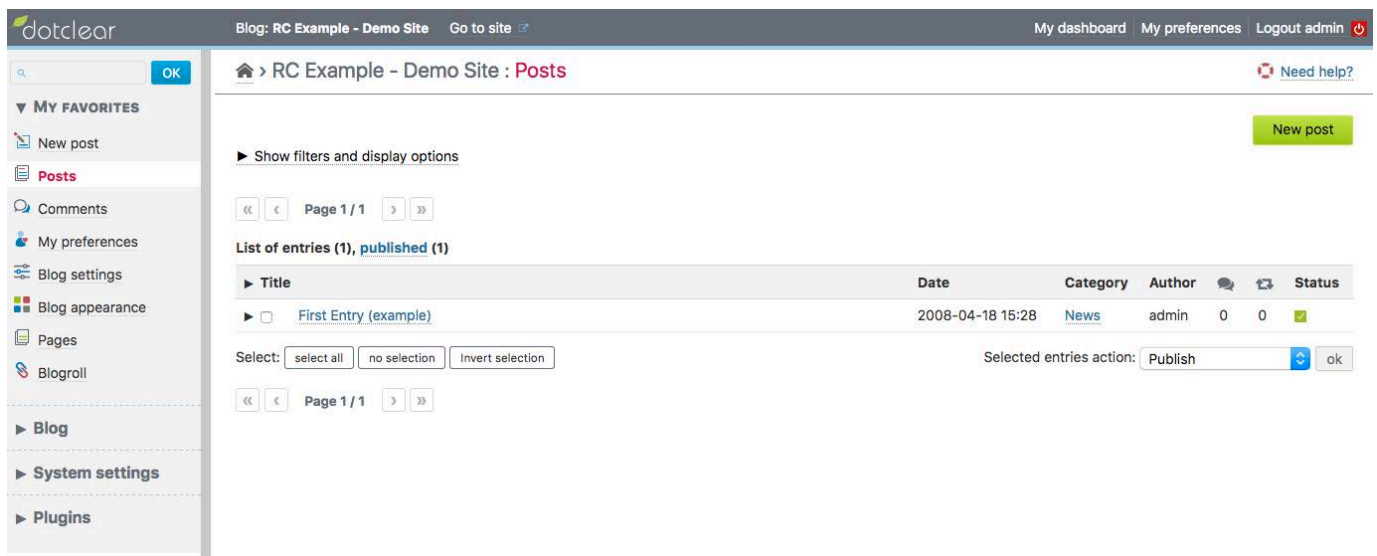 dotclear
Blog: RC Example - Demo Site Go to site My dashboard My preferences Logout admin
OK
› RC Example - Demo Site : Posts Need help?
My favorites
New post
Posts
Comments
My preferences
Blog settings
Blog appearance
Pages
Blogroll
Blog
System settings
Plugins
New post
Show filters and display options
« ‹ Page 1 / 1 › »
List of entries (1), published (1)
Title Date Category Author Status
First Entry (example) 2008-04-18 15:28 News admin 0 0
Select: select all no selection Invert selection Selected entries action: Publish ok
« ‹ Page 1 / 1 › »